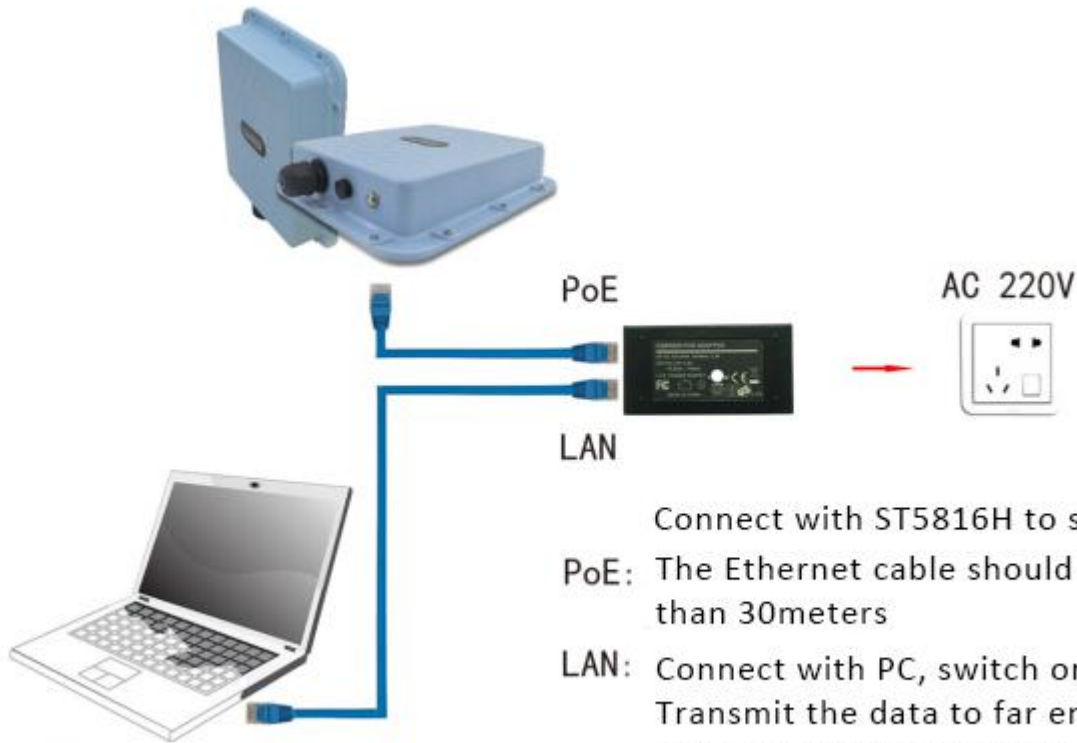 PoE
AC 220V
LAN
Connect with ST5816H to s
PoE: The Ethernet cable should
than 30meters
LAN: Connect with PC, switch or
Transmit the data to far en